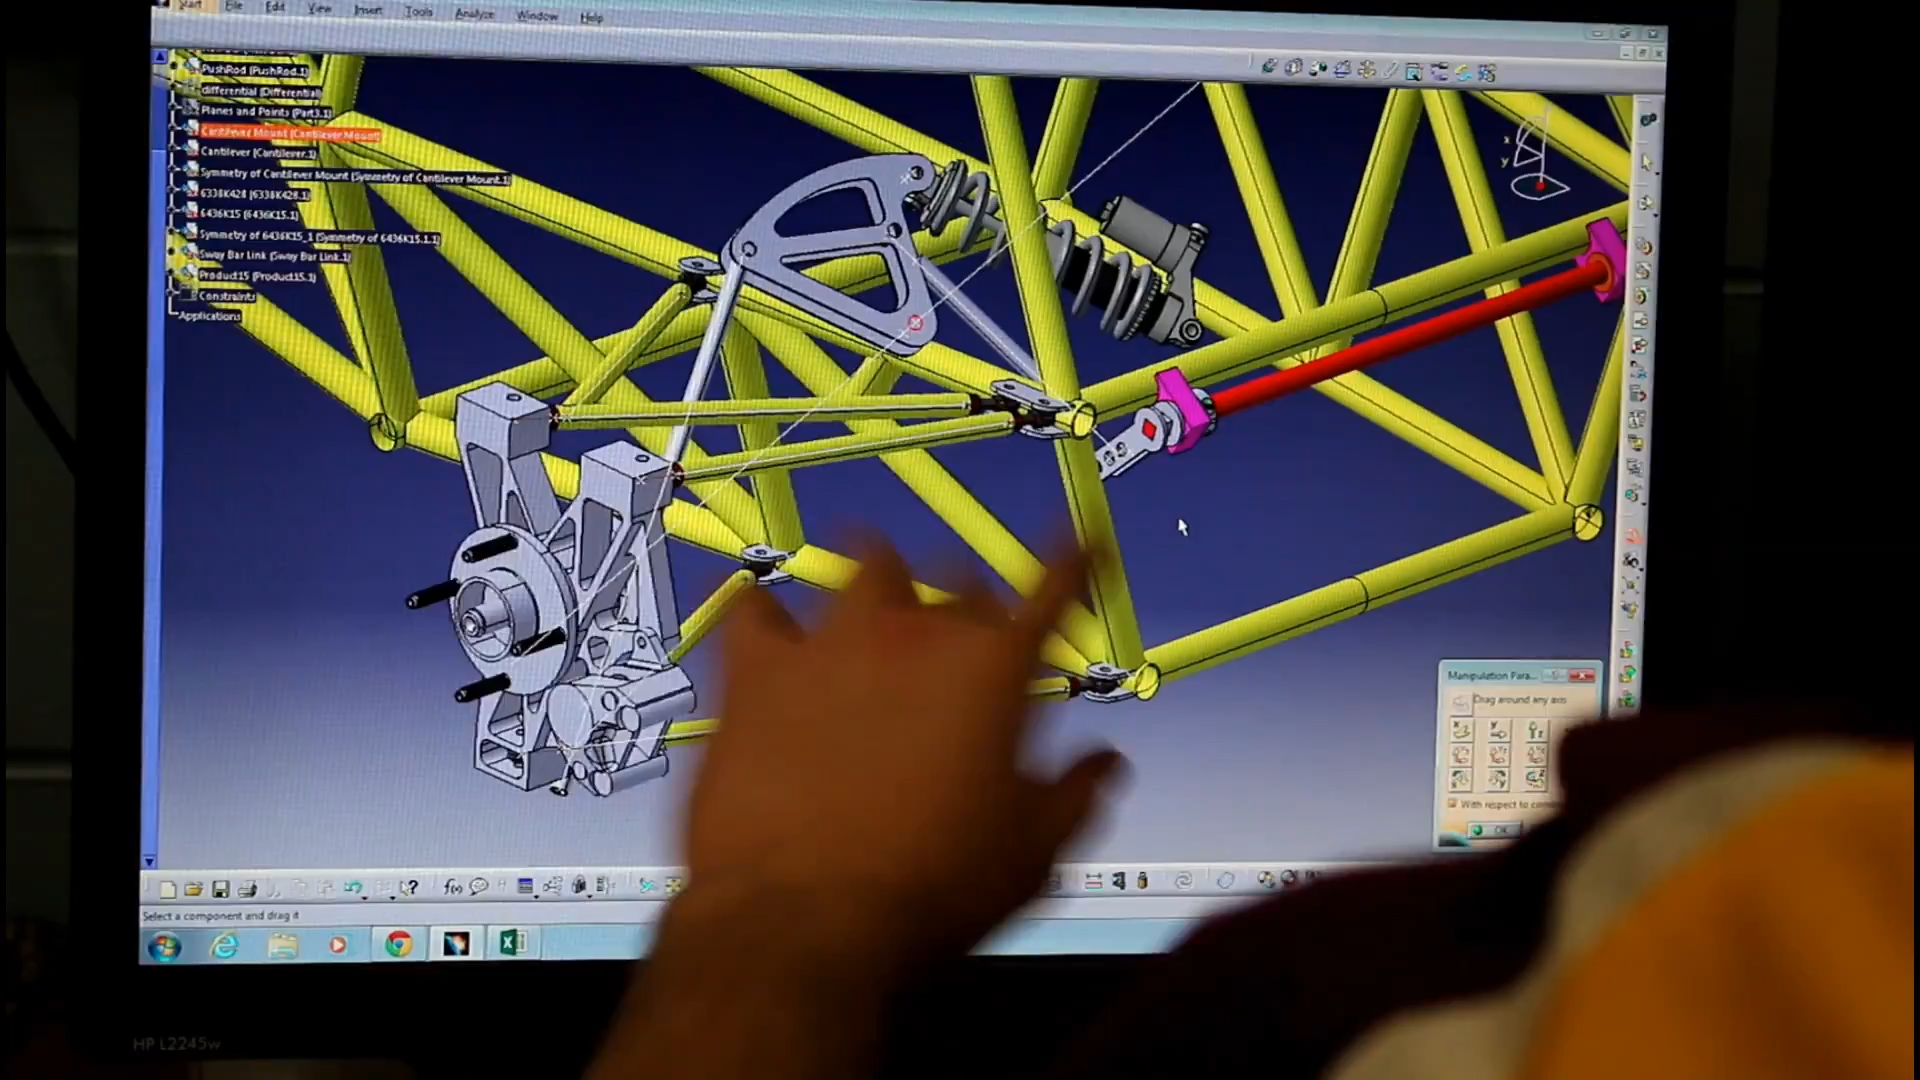 Start File Edit View Insert Tools Analyze Window Help
PushRod (PushRod.1)
differential (Differential)
Planes and Points (Part3.1)
Cantilever Mount (Cantilever Mount)
Cantilever (Cantilever.1)
Symmetry of Cantilever Mount (Symmetry of Cantilever Mount.1)
6338K428 (6338K428.1)
6436K15 (6436K15.1)
Symmetry of 6436K15_1 (Symmetry of 6436K15.1.1)
Sway Bar Link (Sway Bar Link.1)
Product15 (Product15.1)
Constraints
Applications
x
y
Manipulation Para...
Drag around any axis
With respect to
OK
Select a component and drag it
HP L2245w